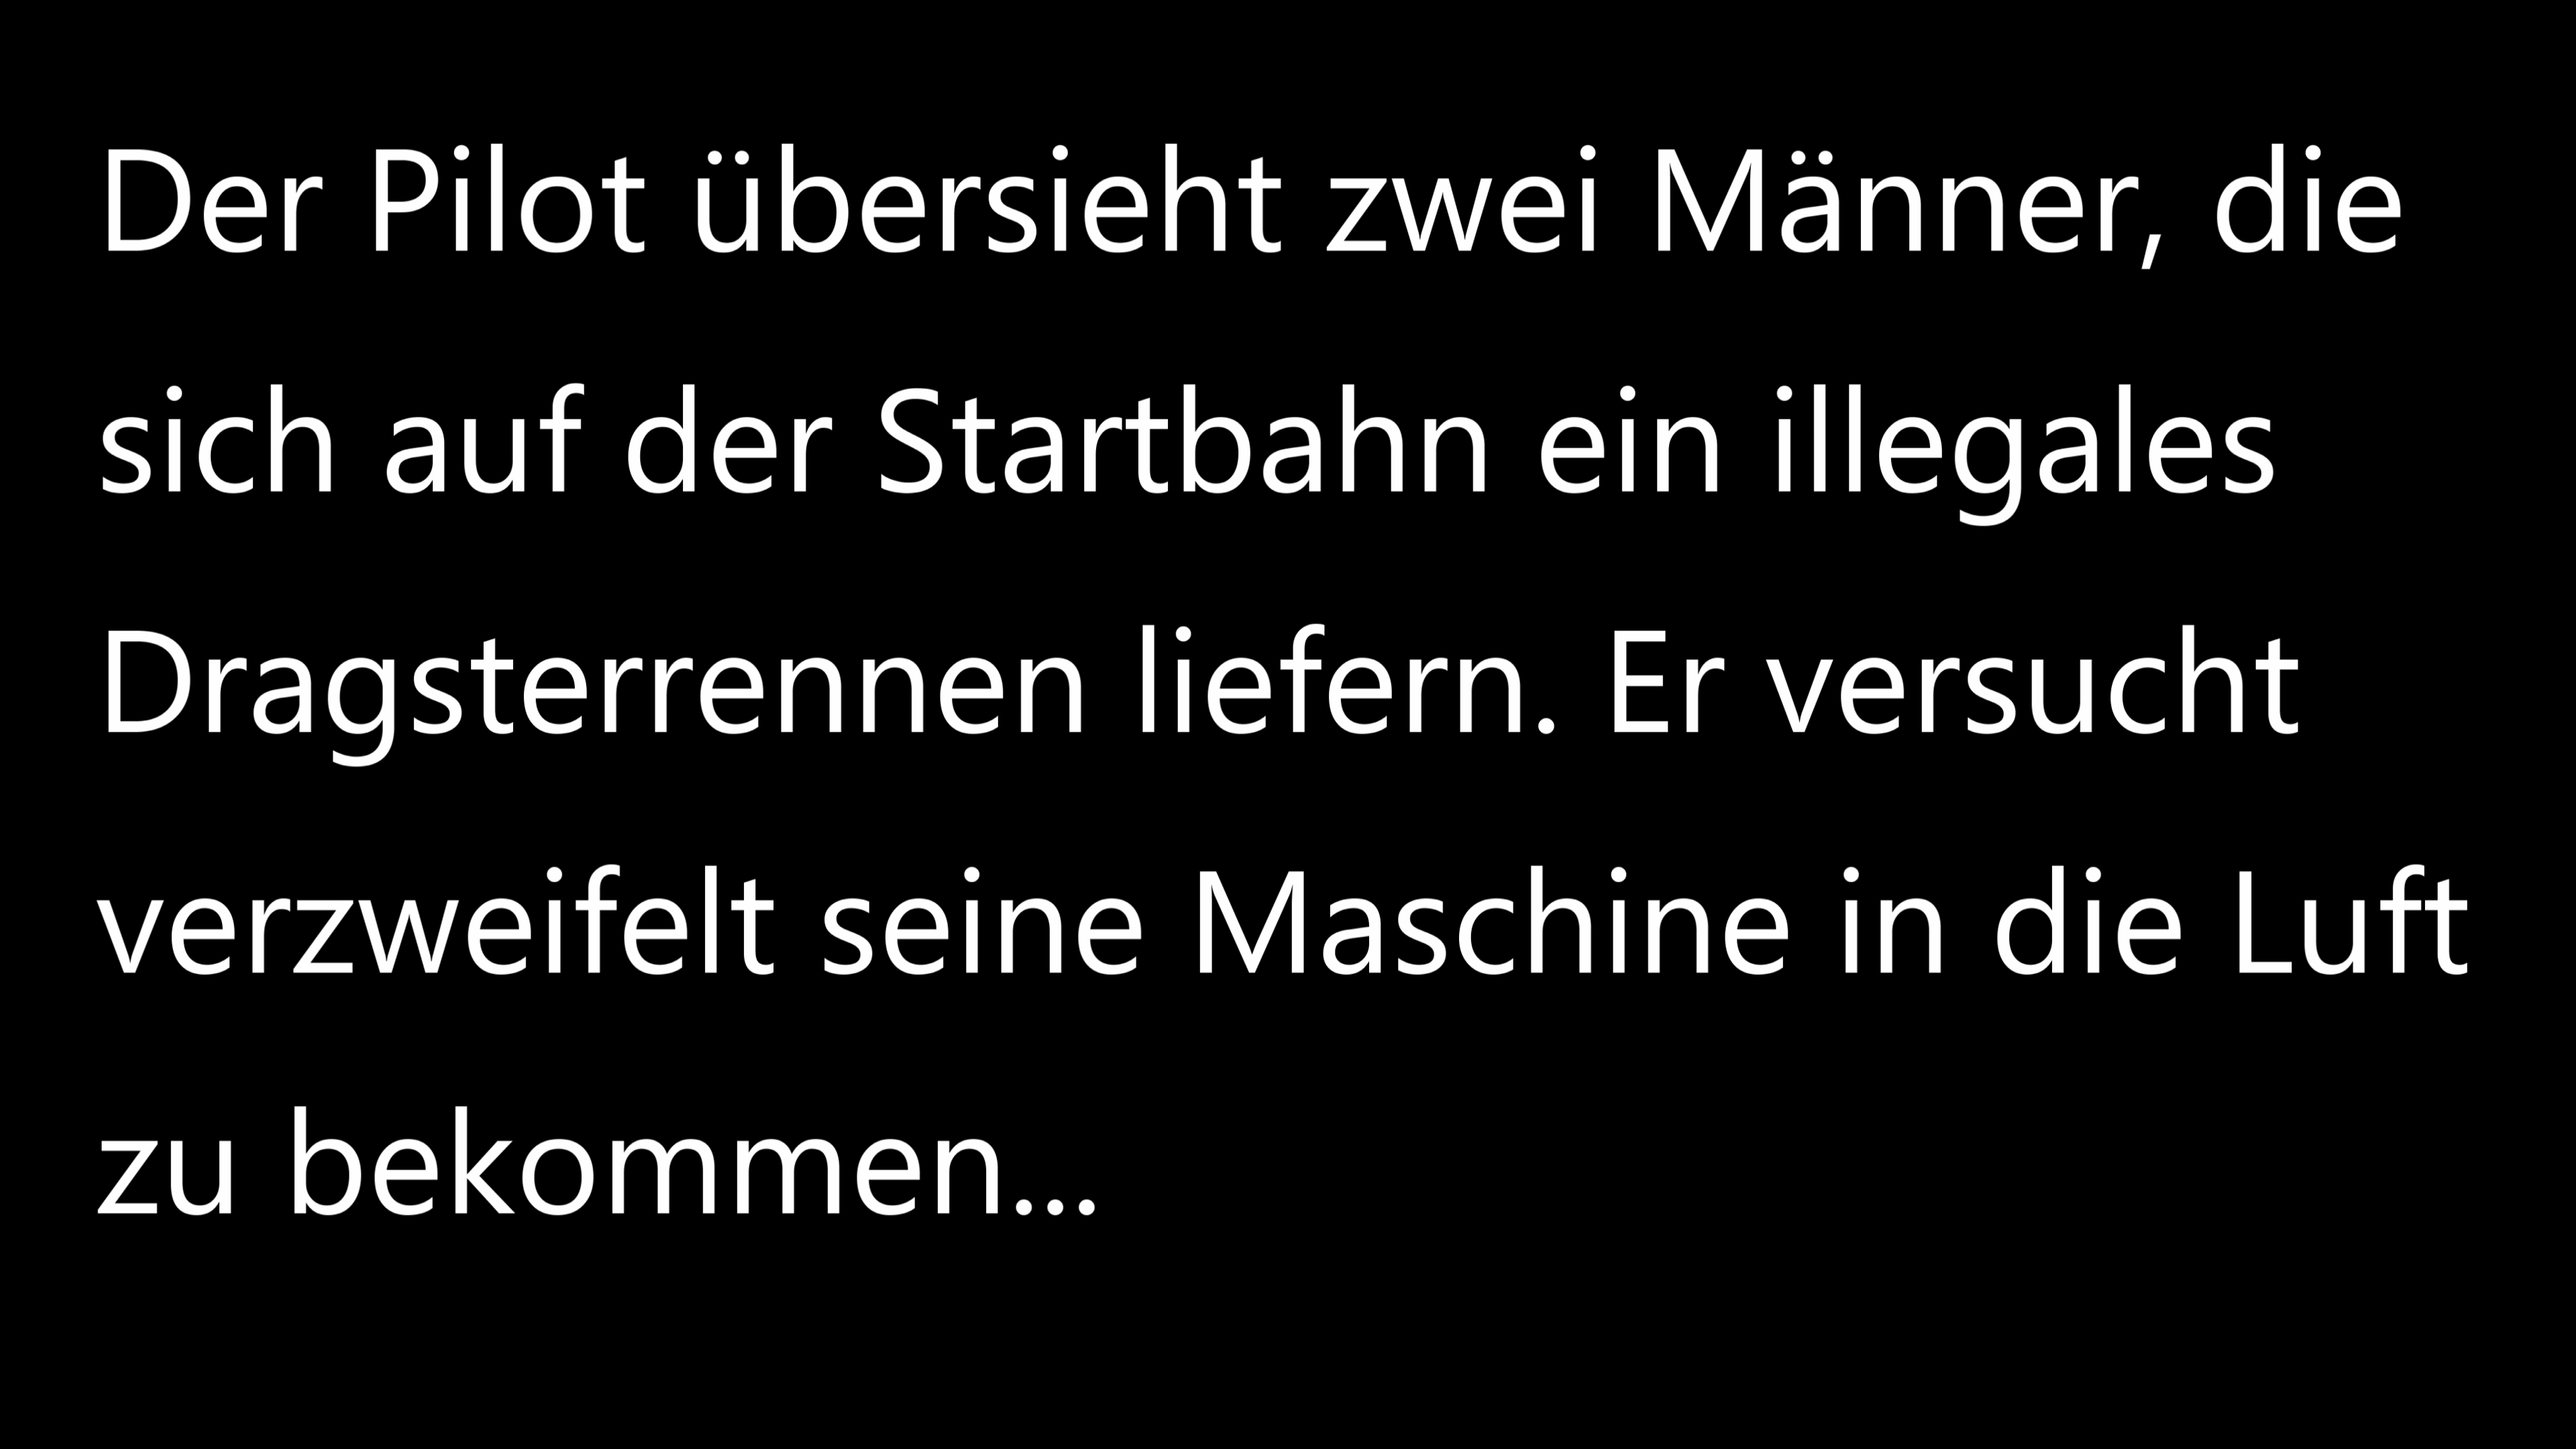 Der Pilot übersieht zwei Männer, die
sich auf der Startbahn ein illegales
Dragsterrennen liefern. Er versucht
verzweifelt seine Maschine in die Luft
zu bekommen...